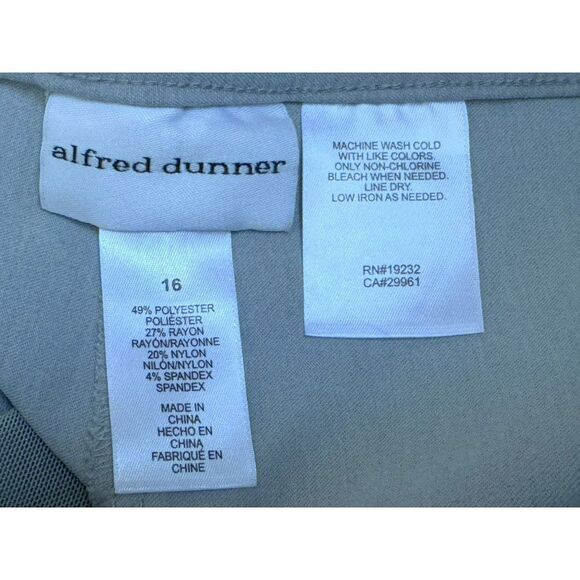 alfred dunner
16
49% POLYESTER
POLIÉSTER
27% RAYON
RAYÓN/RAYONNE
20% NYLON
NILÓN/NYLON
4% SPANDEX
SPANDEX
MADE IN
CHINA
HECHO EN
CHINA
FABRIQUÉ EN
CHINE
MACHINE WASH COLD
WITH LIKE COLORS.
ONLY NON-CHLORINE
BLEACH WHEN NEEDED.
LINE DRY.
LOW IRON AS NEEDED.
RN#19232
CA#29961